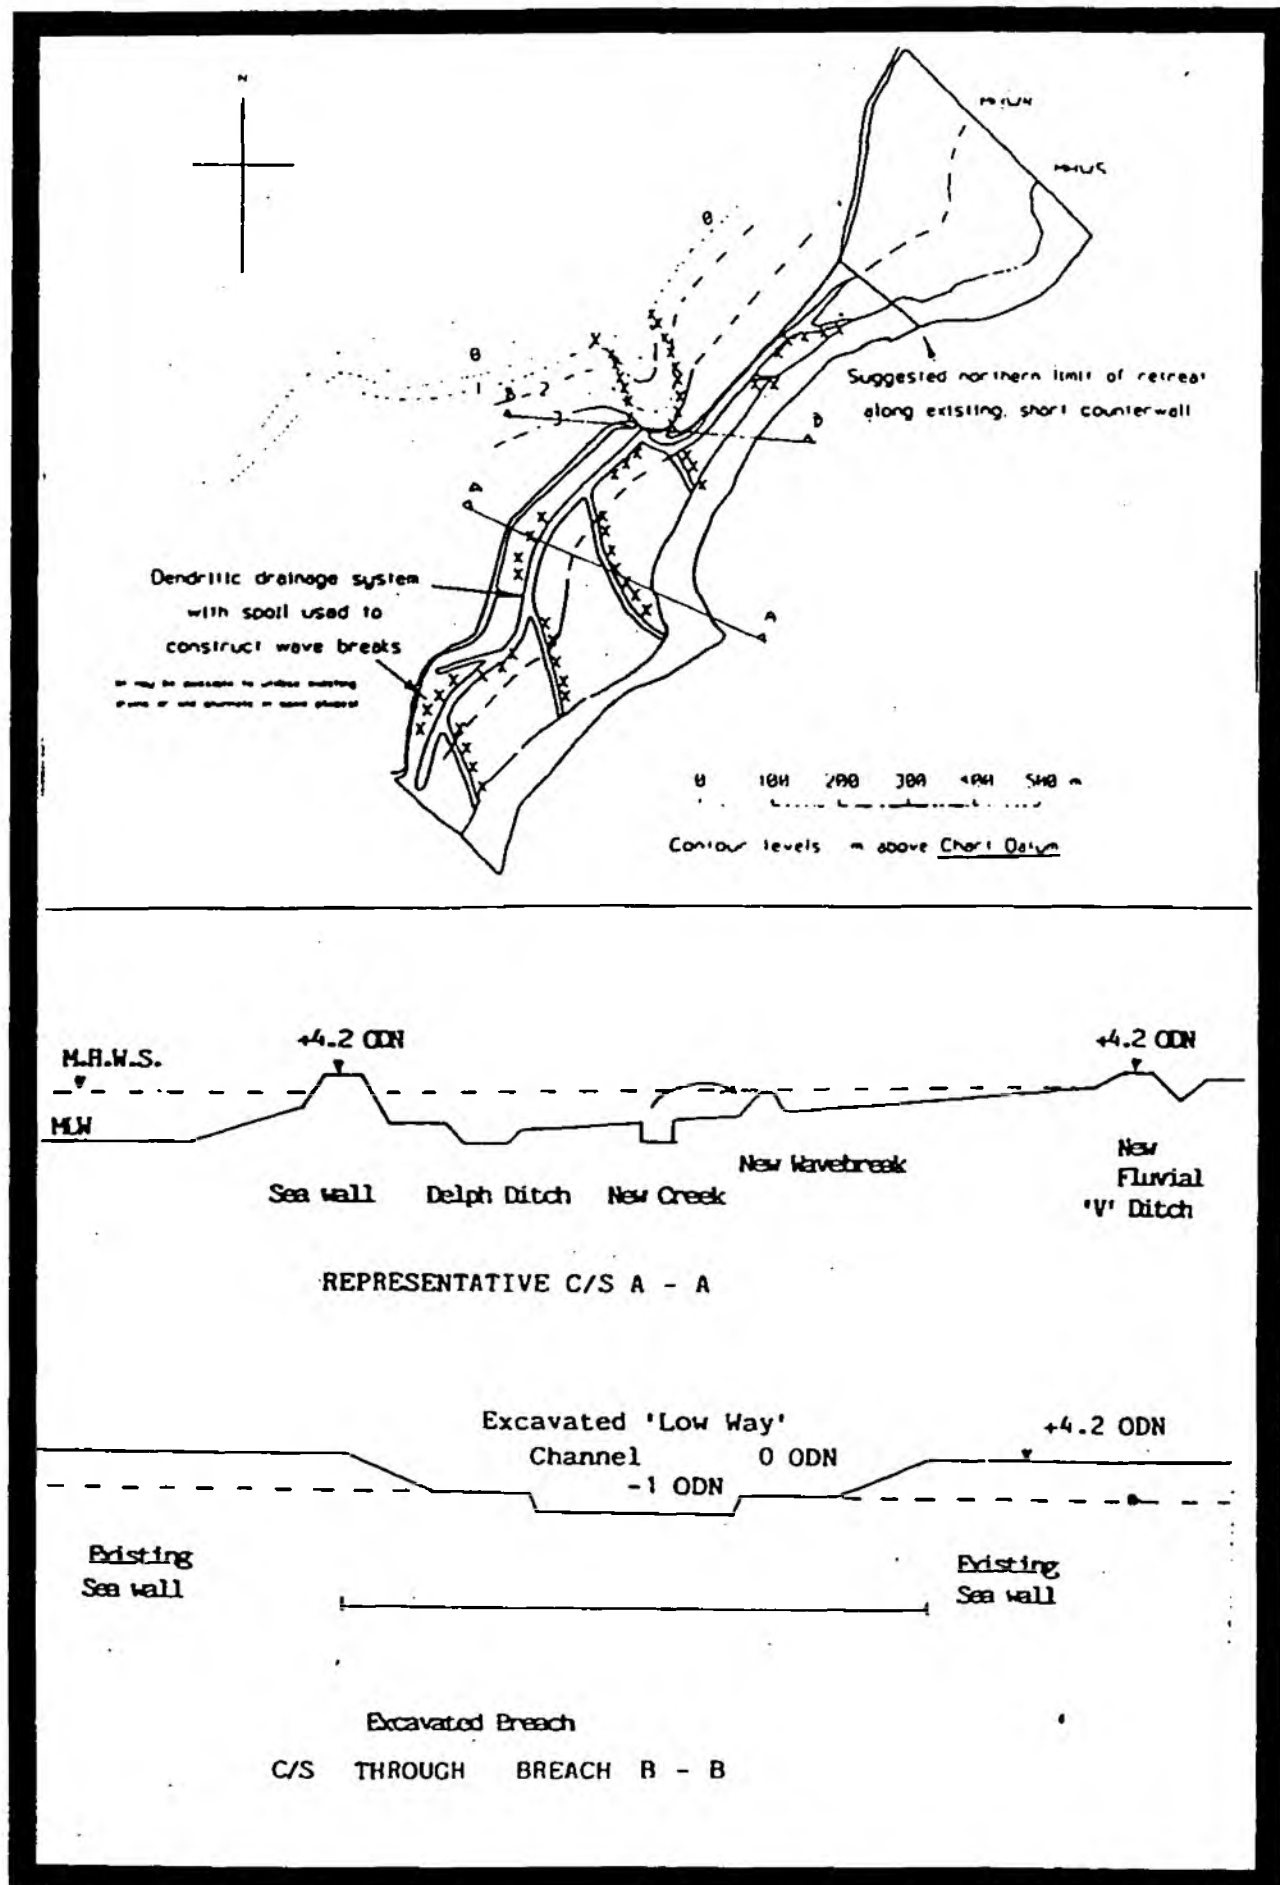 N
MHWN
MHWS
0
0
1
2
3
B
B
Suggested northern limit of retreat
along existing, short counterwall
A
A
Dendritic drainage system
with spoil used to
construct wave breaks
0 100 200 300 400 500 m
Contour levels m above Chart Datum
+4.2 ODN
+4.2 ODN
M.H.W.S.
MLW
Sea wall
Delph Ditch
New Creek
New Wavebreak
New
Fluvial
'V' Ditch
REPRESENTATIVE C/S A - A
Excavated 'Low Way'
Channel
0 ODN
-1 ODN
+4.2 ODN
Existing
Sea wall
Existing
Sea wall
Excavated Breach
C/S THROUGH BREACH B - B